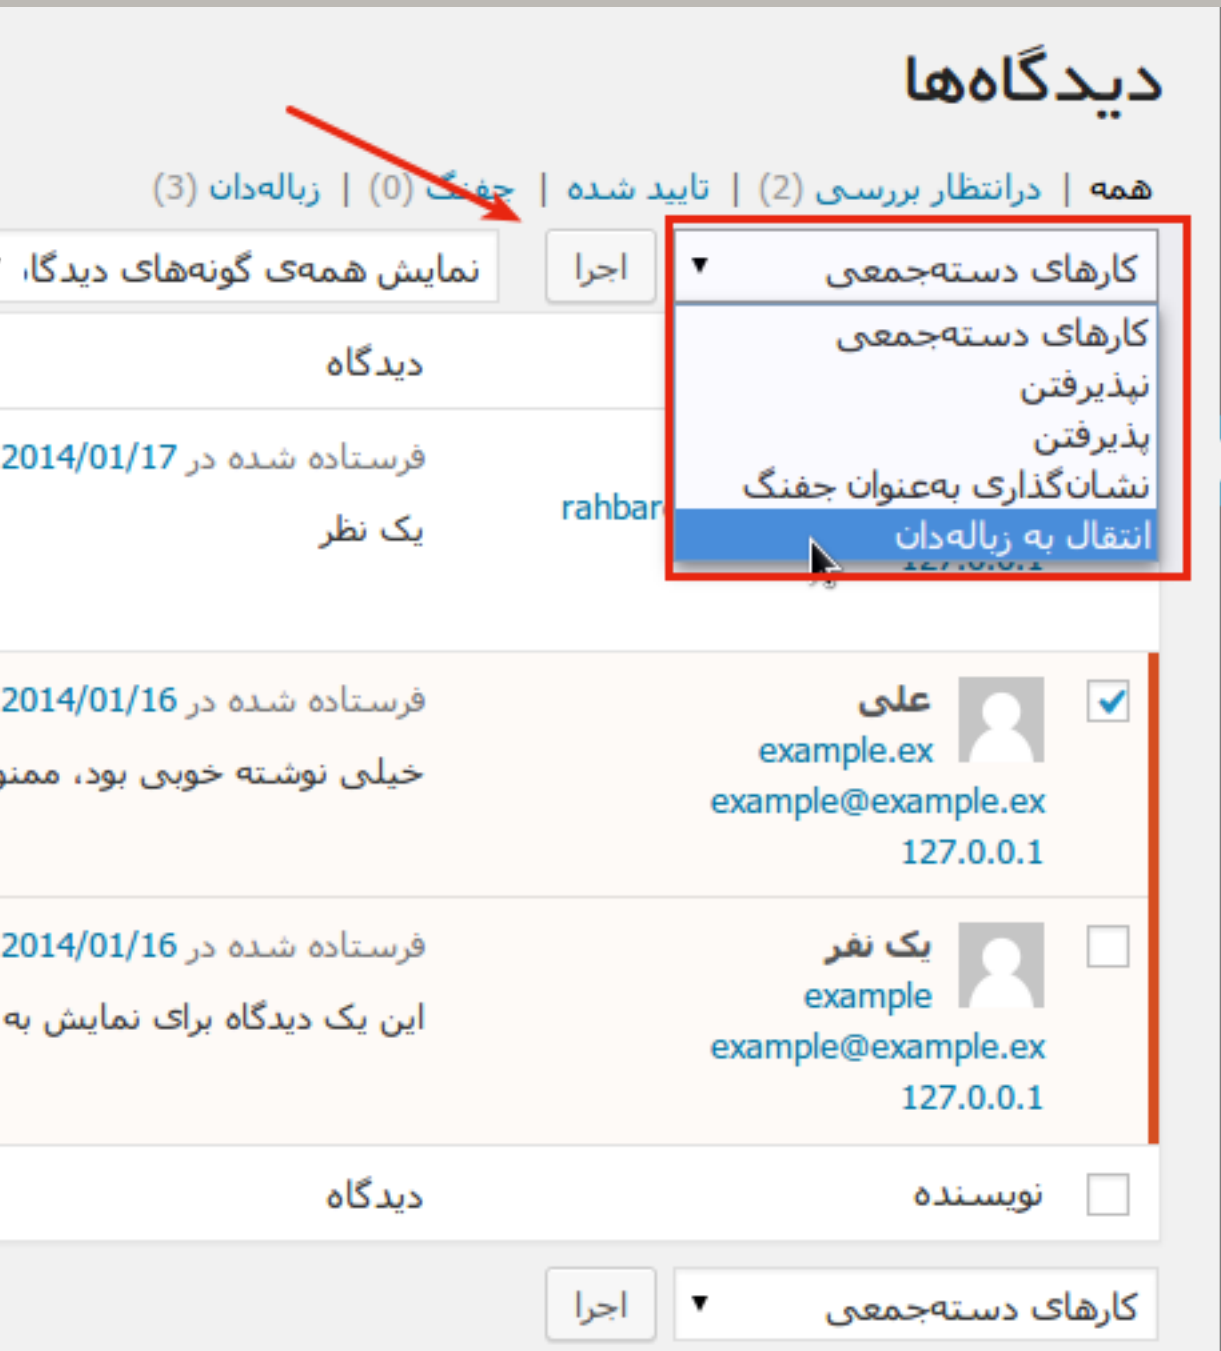 دیدگاه‌ها
همه | درانتظار بررسی (2) | تایید شده | جفنگ (0) | زباله‌دان (3)
کارهای دسته‌جمعی ▼ اجرا نمایش همه‌ی گونه‌های
کارهای دسته‌جمعی
نپذیرفتن
پذیرفتن
نشان‌گذاری به‌عنوان جفنگ
انتقال به زباله‌دان
127.0.0.1
دیدگاه
فرستاده شده در 2014/01/17
یک نظر
علی
example.ex
example@example.ex
127.0.0.1
فرستاده شده در 2014/01/16
خیلی نوشته خوبی بود،
یک نفر
example
example@example.ex
127.0.0.1
فرستاده شده در 2014/01/16
این یک دیدگاه برای نمایش به
نویسنده دیدگاه
کارهای دسته‌جمعی ▼ اجرا